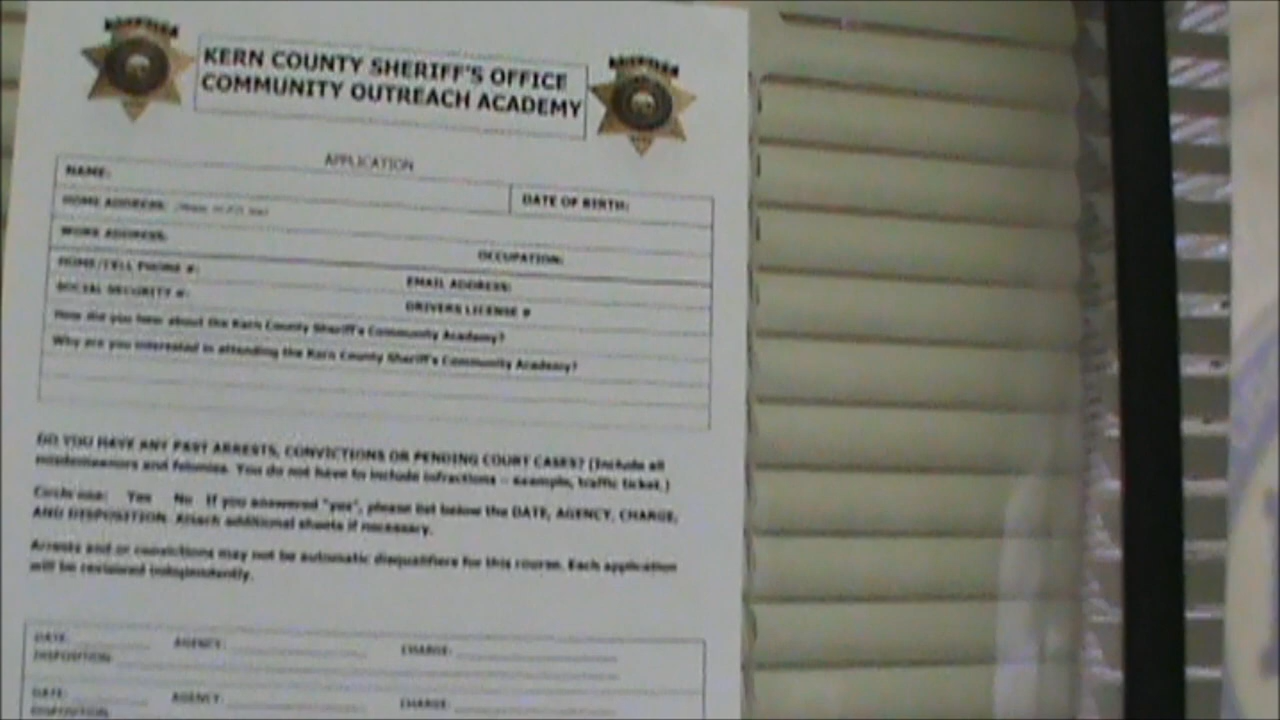 KERN COUNTY SHERIFF'S OFFICE
COMMUNITY OUTREACH ACADEMY
APPLICATION
NAME:
DATE OF BIRTH:
HOME ADDRESS:
WORK ADDRESS:
OCCUPATION:
HOME/CELL PHONE #:
EMAIL ADDRESS:
SOCIAL SECURITY #:
DRIVERS LICENSE #
How did you hear about the Kern County Sheriff's Community Academy?
Why are you interested in attending the Kern County Sheriff's Community Academy?
DO YOU HAVE ANY PAST ARRESTS, CONVICTIONS OR PENDING COURT CASES? (Include all
misdemeanors and felonies. You do not have to include infractions – example, traffic ticket.)
Circle one: Yes No If you answered "yes", please list below the DATE, AGENCY, CHARGE,
AND DISPOSITION. Attach additional sheets if necessary.
Arrests and or convictions may not be automatic disqualifiers for this course. Each application
will be reviewed independently.
DATE: AGENCY: CHARGE:
DISPOSITION:
DATE: AGENCY: CHARGE:
DISPOSITION: